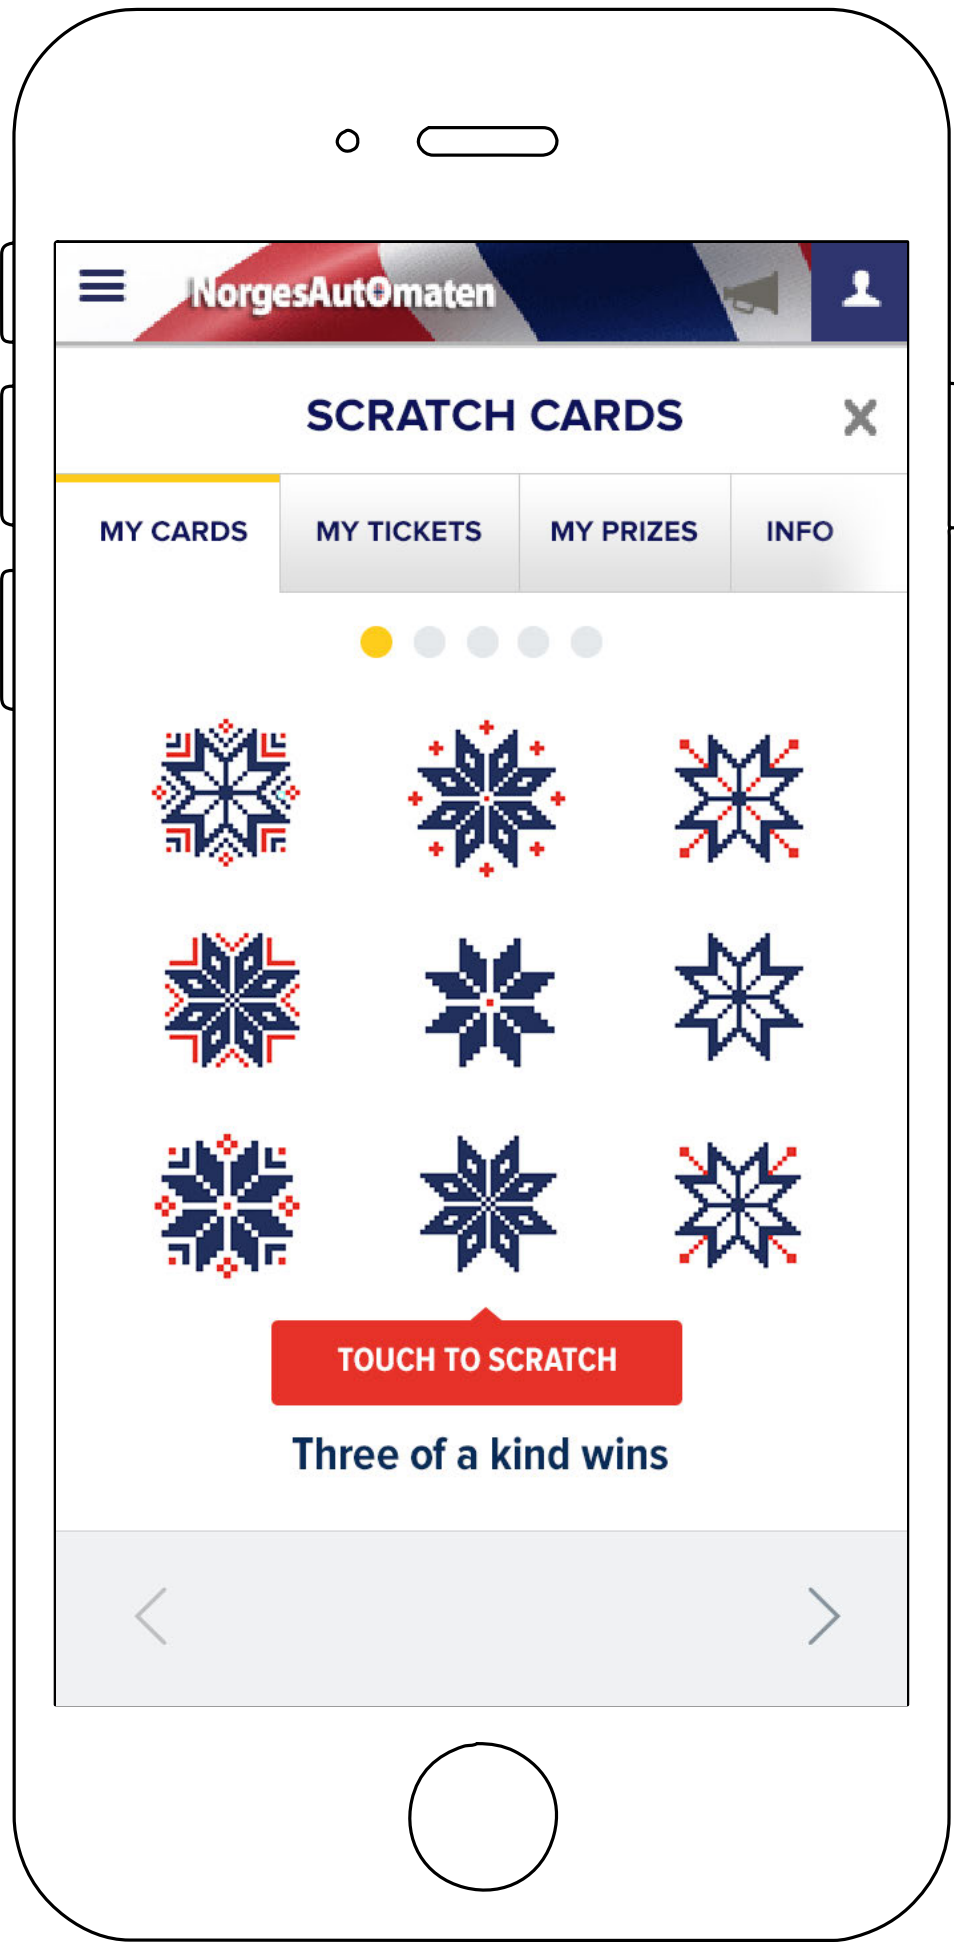 NorgesAutOmaten
SCRATCH CARDS
MY CARDS MY TICKETS MY PRIZES INFO
TOUCH TO SCRATCH
Three of a kind wins